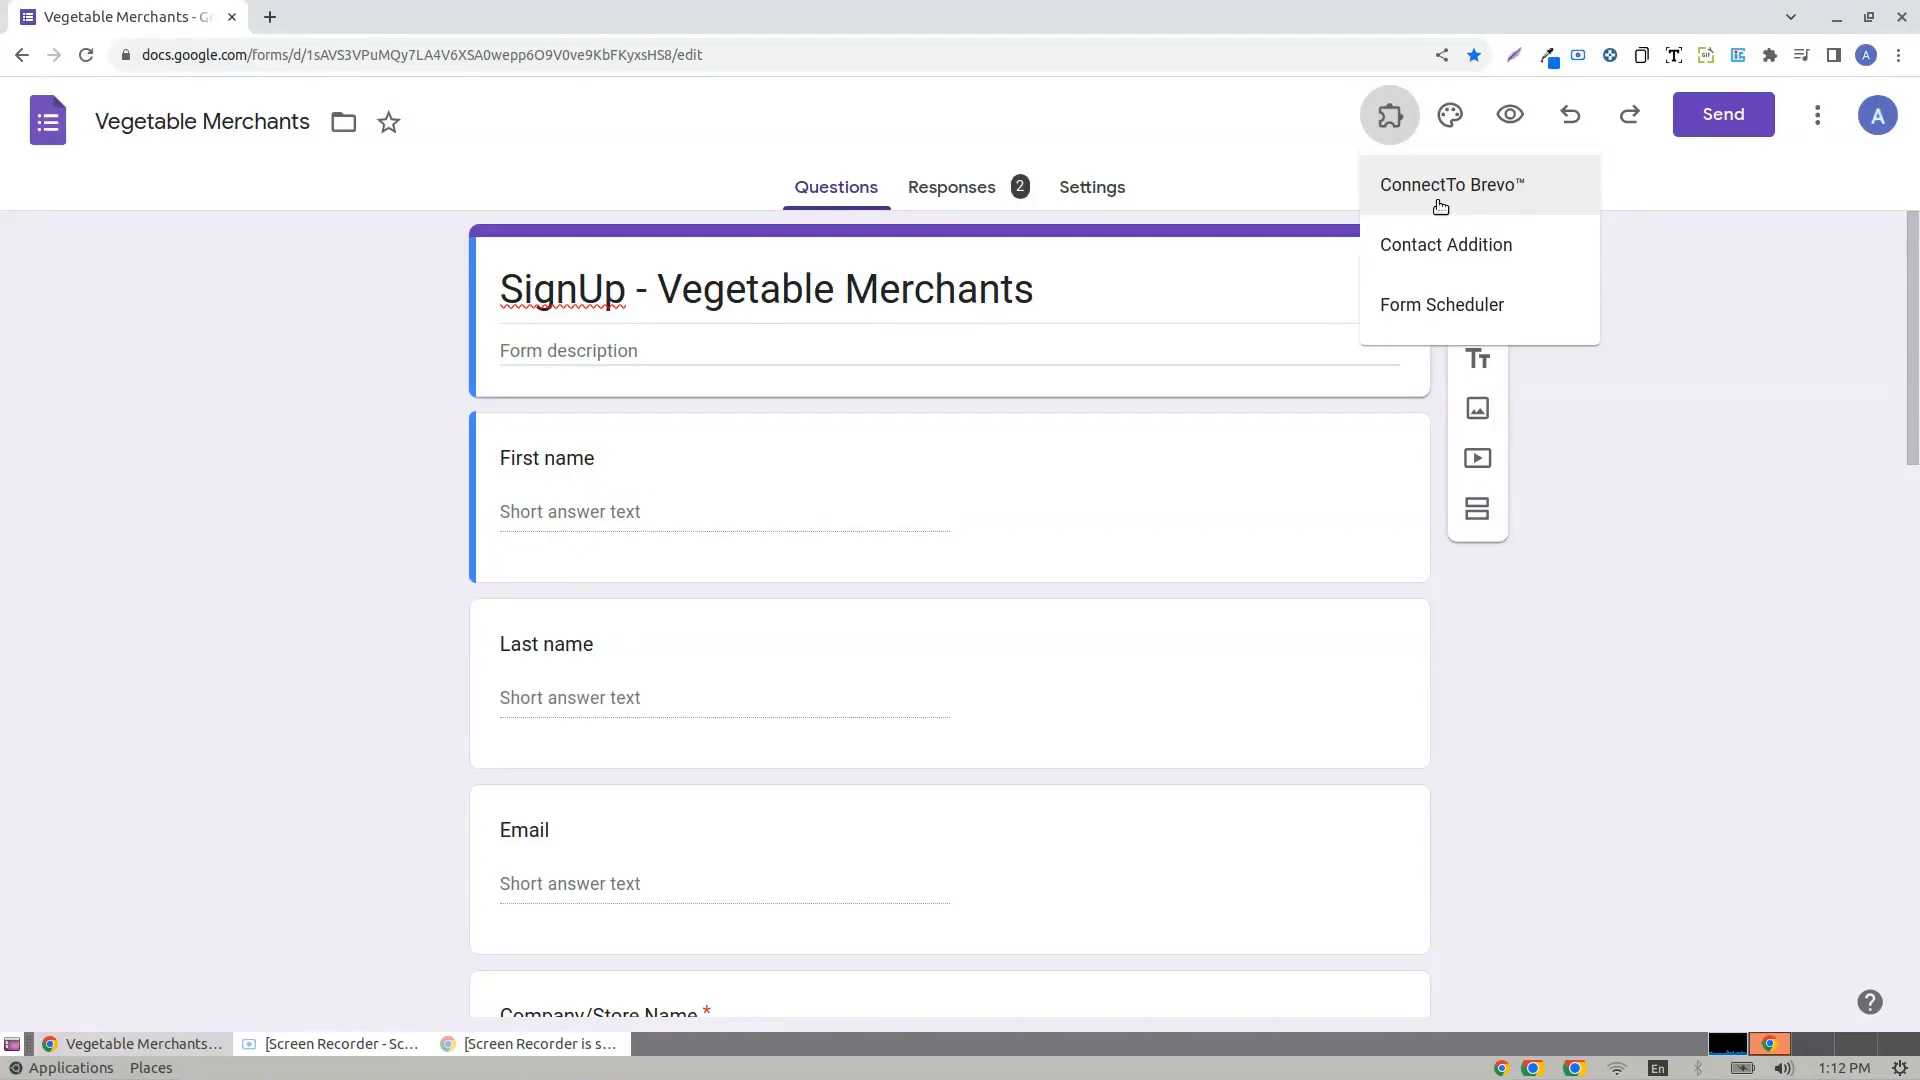 Vegetable Merchants - G
docs.google.com/forms/d/1sAVS3VPuMQy7LA4V6XSA0wepp6O9V0ve9KbFKyxsHS8/edit
A
Vegetable Merchants
Send
A
Questions
Responses 2
Settings
ConnectTo Brevo™
Contact Addition
Form Scheduler
SignUp - Vegetable Merchants
Form description
Tт
First name
Short answer text
Last name
Short answer text
Email
Short answer text
Company/Store Name *
Vegetable Merchants...
[Screen Recorder - Sc...
[Screen Recorder is s...
Applications
Places
En
1:12 PM